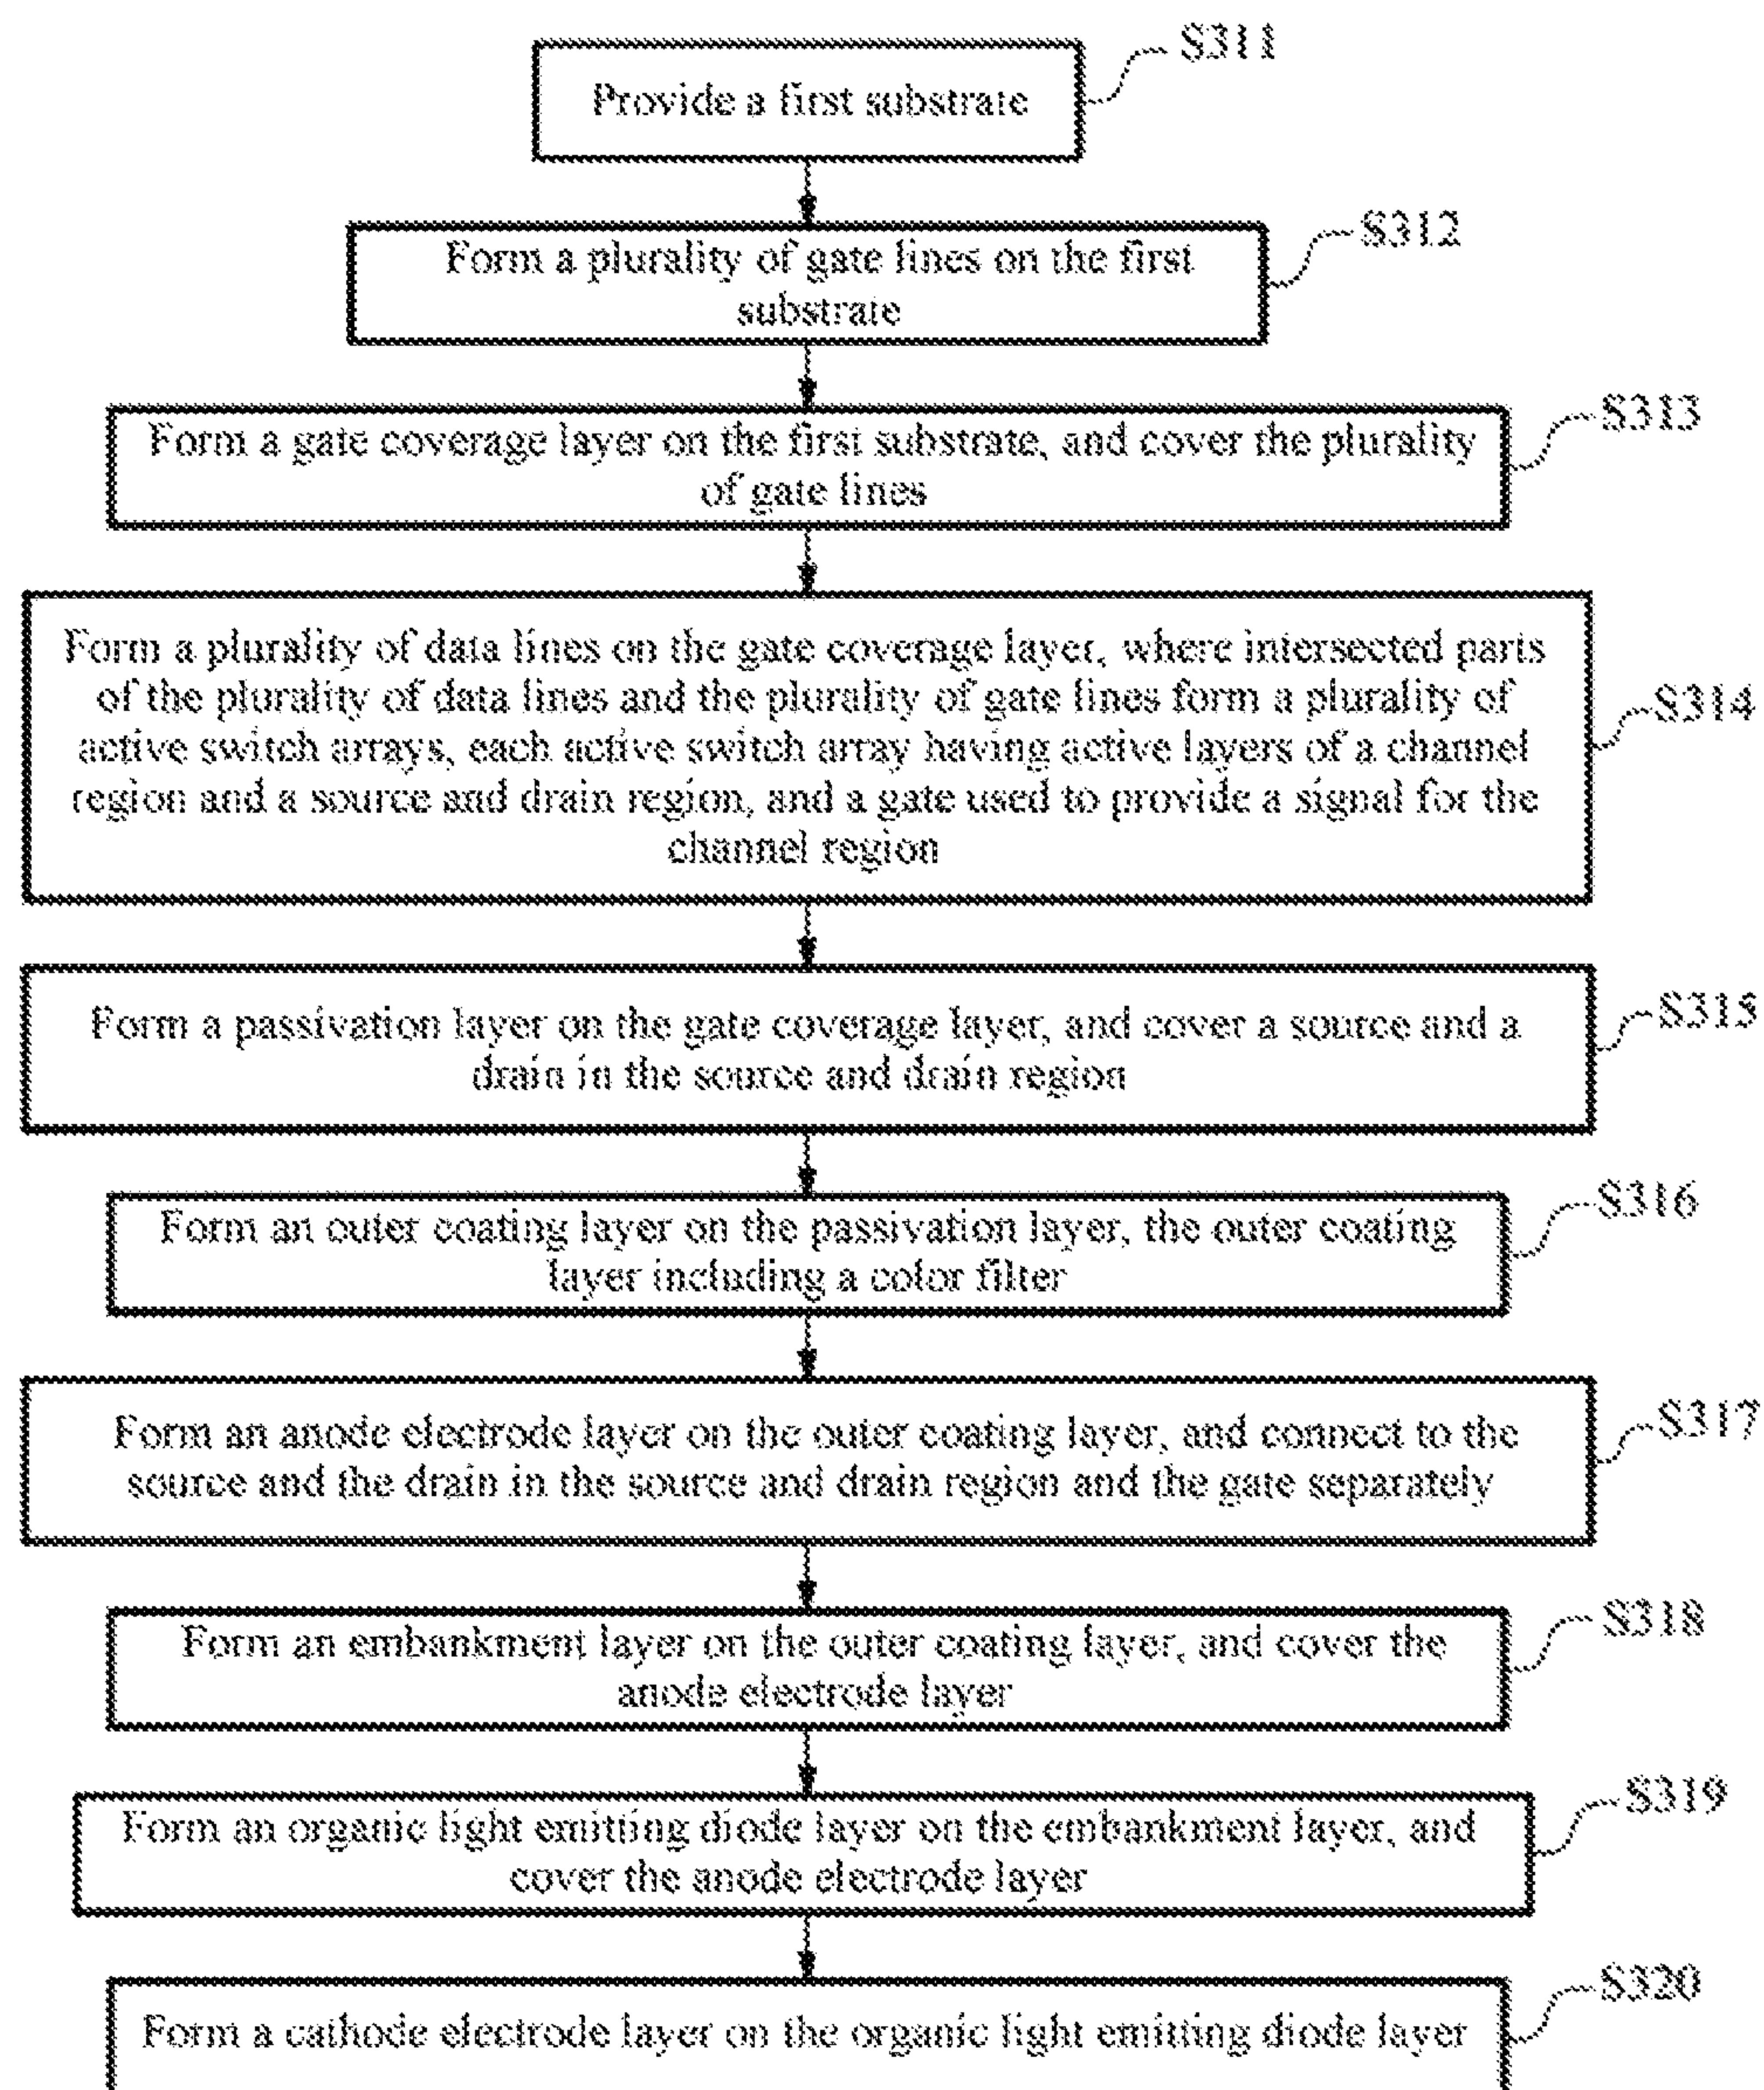 S311
Provide a first substrate
S312
Form a plurality of gate lines on the first
substrate
S313
Form a gate coverage layer on the first substrate, and cover the plurality
of gate lines
S314
Form a plurality of data lines on the gate coverage layer, where intersected parts
of the plurality of data lines and the plurality of gate lines form a plurality of
active switch arrays, each active switch array having active layers of a channel
region and a source and drain region, and a gate used to provide a signal for the
channel region
S315
Form a passivation layer on the gate coverage layer, and cover a source and a
drain in the source and drain region
S316
Form an outer coating layer on the passivation layer, the outer coating
layer including a color filter
S317
Form an anode electrode layer on the outer coating layer, and connect to the
source and the drain in the source and drain region and the gate separately
S318
Form an embankment layer on the outer coating layer, and cover the
anode electrode layer
S319
Form an organic light emitting diode layer on the embankment layer, and
cover the anode electrode layer
S320
Form a cathode electrode layer on the organic light emitting diode layer